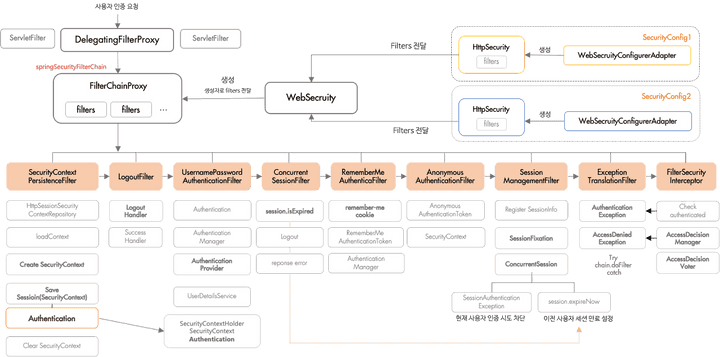 사용자 인증 요청
ServletFilter
DelegatingFilterProxy
ServletFilter
springSecurityFilterChain
FilterChainProxy
filters
filters
...
생성
생성자로 filters 전달
WebSecruity
Filters 전달
Filters 전달
SecurityConfig1
HttpSecurity
filters
생성
WebSecruityConfigurerAdapter
SecurityConfig2
HttpSecurity
filters
생성
WebSecruityConfigurerAdapter
SecurityContext
PersistenceFilter
LogoutFilter
UsernamePassword
AuthenticationFilter
Concurrent
SessionFilter
RememberMe
AuthenticaFilter
Anonymous
AuthenticationFilter
Session
ManagementFilter
Exception
TranslationFilter
FilterSecurity
Interceptor
HttpSessionSecurity
ContextRepository
loadContext
Create SecurityContext
Save
Sessioin(SecurityContext)
Authentication
Clear SecurityContext
Logout
Handler
Success
Handler
Authentication
Authentication
Manager
Authentication
Provider
UserDetailsService
SecurityContextHolder
SecurityContext
Authentication
session.isExpired
Logout
reponse error
remember-me
cookie
RememberMe
AuthenticationToken
Authentication
Manager
Anonymous
AuthenticationToken
SecurityContext
Register SessionInfo
SessionFixation
ConcurrentSession
SessionAuthentication
Exception
현재 사용자 인증 시도 차단
session.expireNow
이전 사용자 세션 만료 설정
Authentication
Exception
AccessDenied
Exception
Try
chain.doFilter
catch
Check
authenticated
AccessDecision
Manager
AccessDecision
Voter